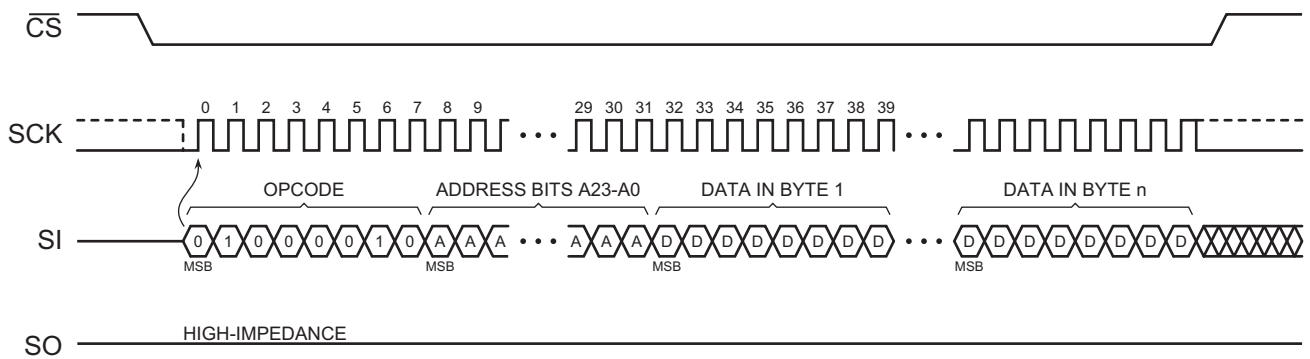 CS
SCK
0 1 2 3 4 5 6 7 8 9 29 30 31 32 33 34 35 36 37 38 39
OPCODE ADDRESS BITS A23-A0 DATA IN BYTE 1 DATA IN BYTE n
SI
0 1 0 0 0 0 1 0 A A A A A A D D D D D D D D D D D D D D D D
MSB MSB MSB MSB
HIGH-IMPEDANCE
SO